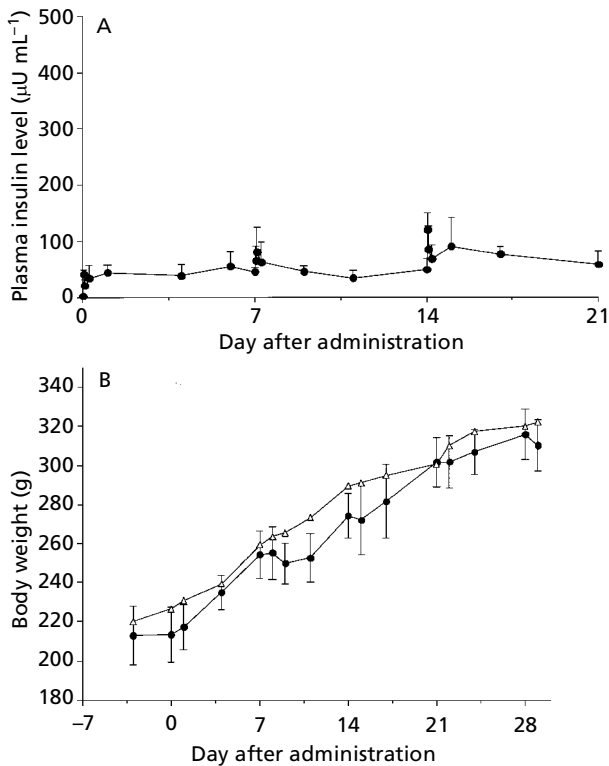 A
Plasma insulin level (μU mL⁻¹)
500
400
300
200
100
0
0 7 14 21
Day after administration
B
Body weight (g)
340
320
300
280
260
240
220
200
180
−7 0 7 14 21 28
Day after administration